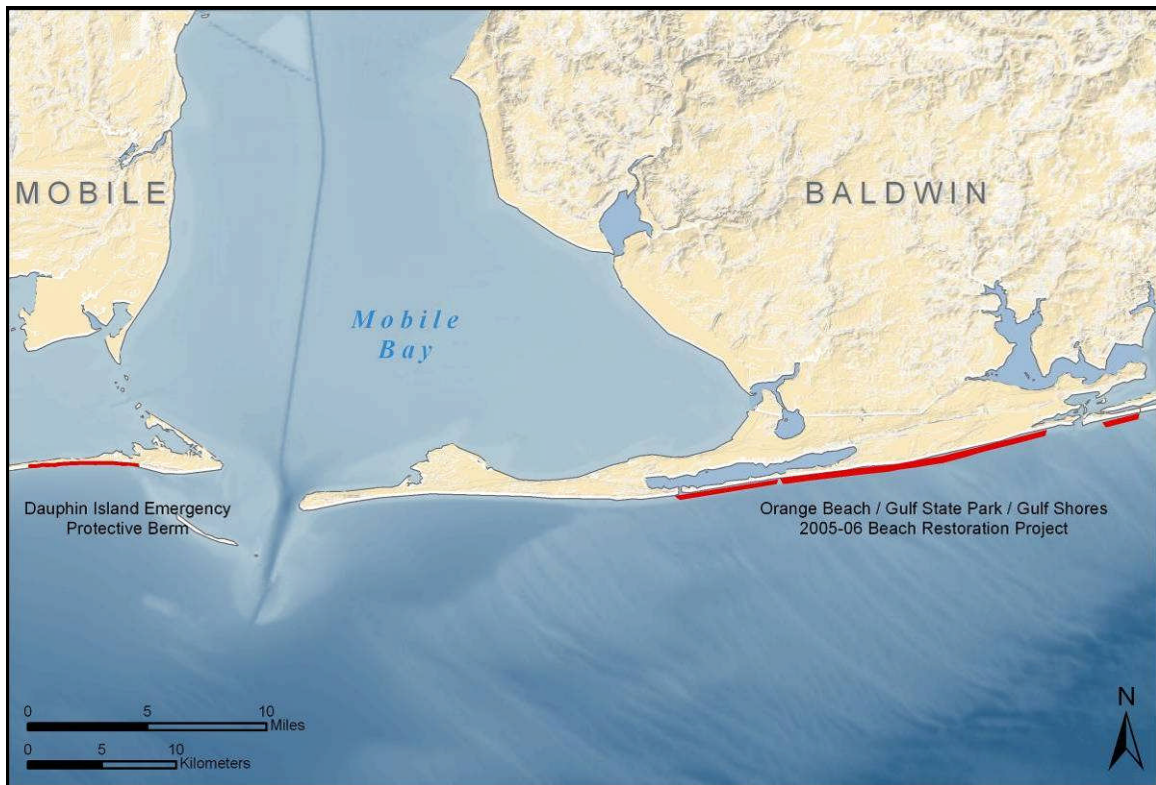 MOBILE
BALDWIN
Mobile
Bay
Dauphin Island Emergency
Protective Berm
Orange Beach / Gulf State Park / Gulf Shores
2005-06 Beach Restoration Project
N
0 5 10
Miles
0 5 10
Kilometers